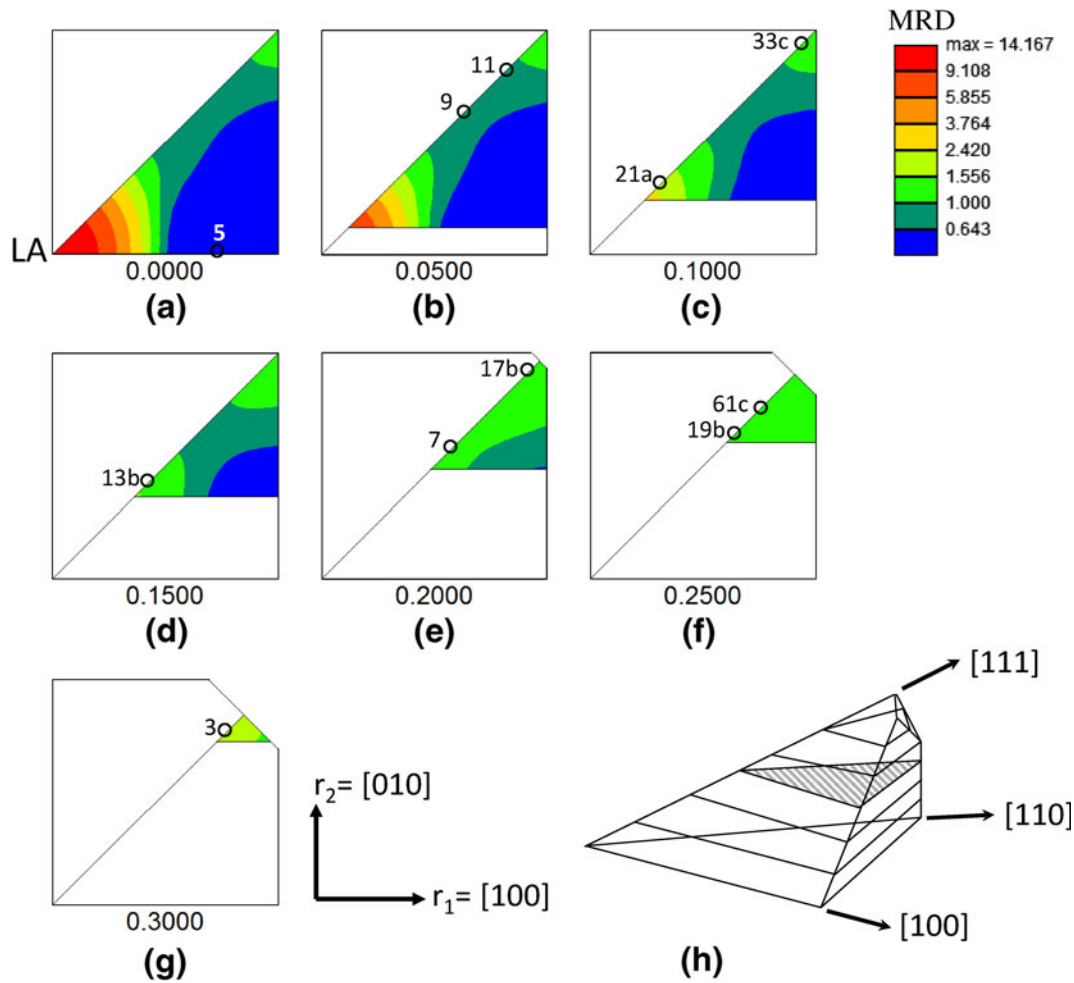 MRD
max = 14.167
9.108
5.855
3.764
2.420
1.556
1.000
0.643
LA
5
0.0000
(a)
11
9
0.0500
(b)
33c
21a
0.1000
(c)
13b
0.1500
(d)
17b
7
0.2000
(e)
61c
19b
0.2500
(f)
3
0.3000
(g)
r2= [010]
r1= [100]
[111]
[110]
[100]
(h)